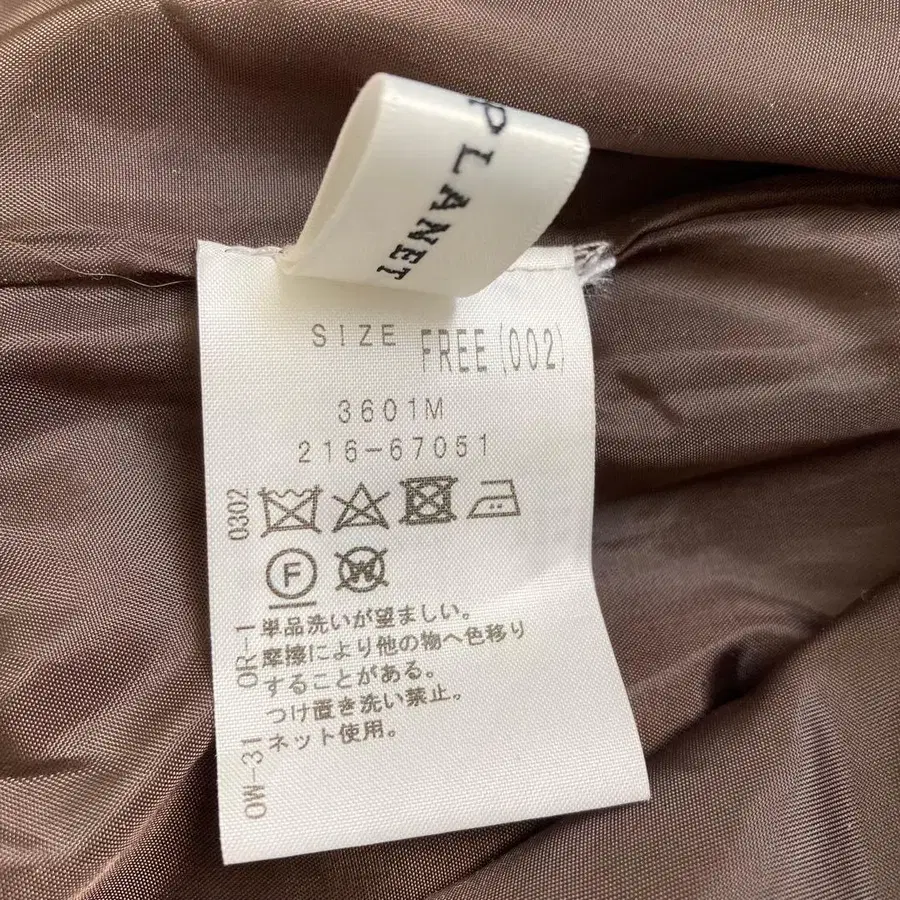 PLANET
SIZE FREE(002)
3601M
216-67051
0302
F
W
OR-1
単品洗いが望ましい。
摩擦により他の物へ色移り
することがある。
つけ置き洗い禁止。
ネット使用。
OW-31